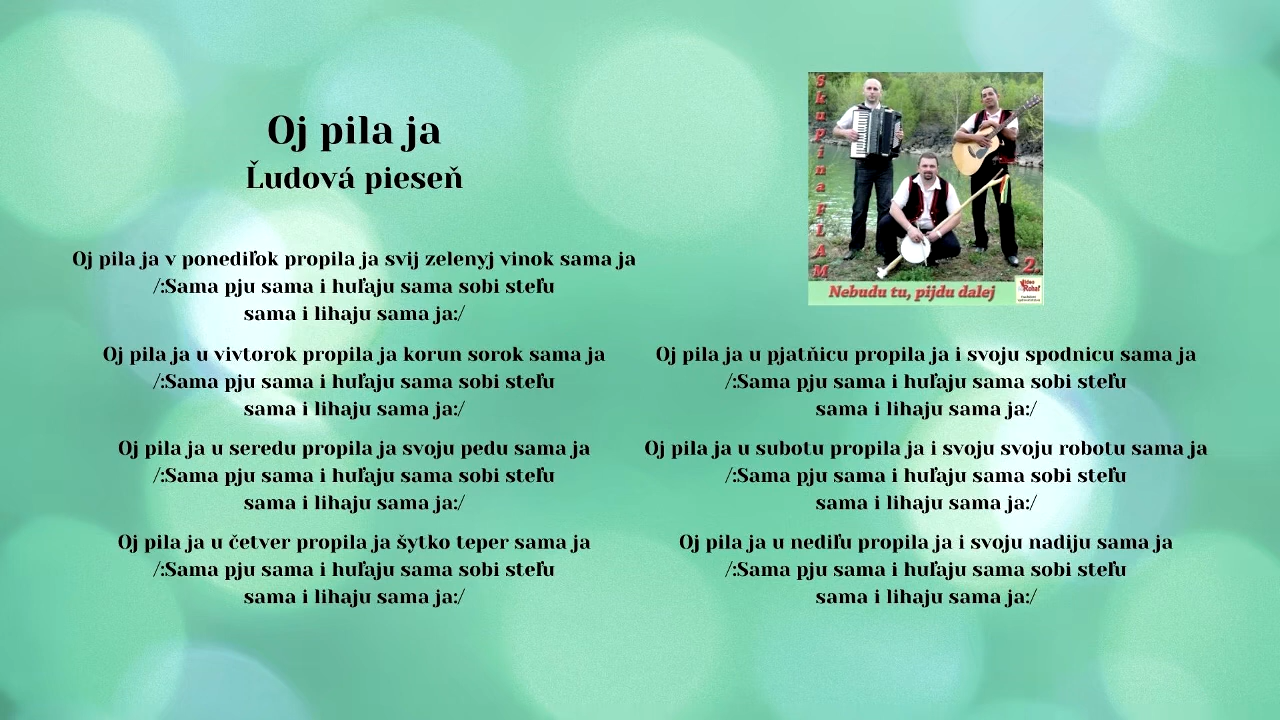 Oj pila ja
Ľudová pieseň
Oj pila ja v ponediľok propila ja svij zelenyj vinok sama ja
/:Sama pju sama i huľaju sama sobi steľu
sama i lihaju sama ja:/
Oj pila ja u vivtorok propila ja korun sorok sama ja
/:Sama pju sama i huľaju sama sobi steľu
sama i lihaju sama ja:/
Oj pila ja u seredu propila ja svoju pedu sama ja
/:Sama pju sama i huľaju sama sobi steľu
sama i lihaju sama ja:/
Oj pila ja u četver propila ja šytko teper sama ja
/:Sama pju sama i huľaju sama sobi steľu
sama i lihaju sama ja:/
Skupina FLAM
2.
Nebudu tu, pijdu dalej
Video
Rohaľ
Oj pila ja u pjatňicu propila ja i svoju spodnicu sama ja
/:Sama pju sama i huľaju sama sobi steľu
sama i lihaju sama ja:/
Oj pila ja u subotu propila ja i svoju svoju robotu sama ja
/:Sama pju sama i huľaju sama sobi steľu
sama i lihaju sama ja:/
Oj pila ja u nediľu propila ja i svoju nadiju sama ja
/:Sama pju sama i huľaju sama sobi steľu
sama i lihaju sama ja:/